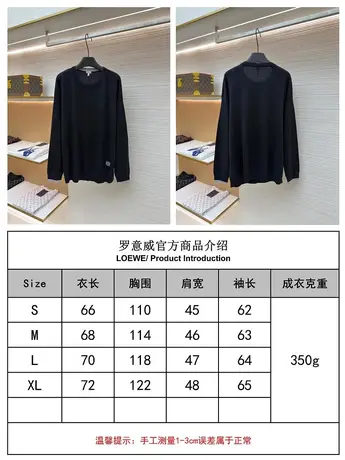 罗意威官方商品介绍
LOEWE/ Product Introduction
Size 衣长 胸围 肩宽 袖长 成衣克重
S 66 110 45 62
M 68 114 46 63
L 70 118 47 64
XL 72 122 48 65
350g
温馨提示：手工测量1-3cm误差属于正常